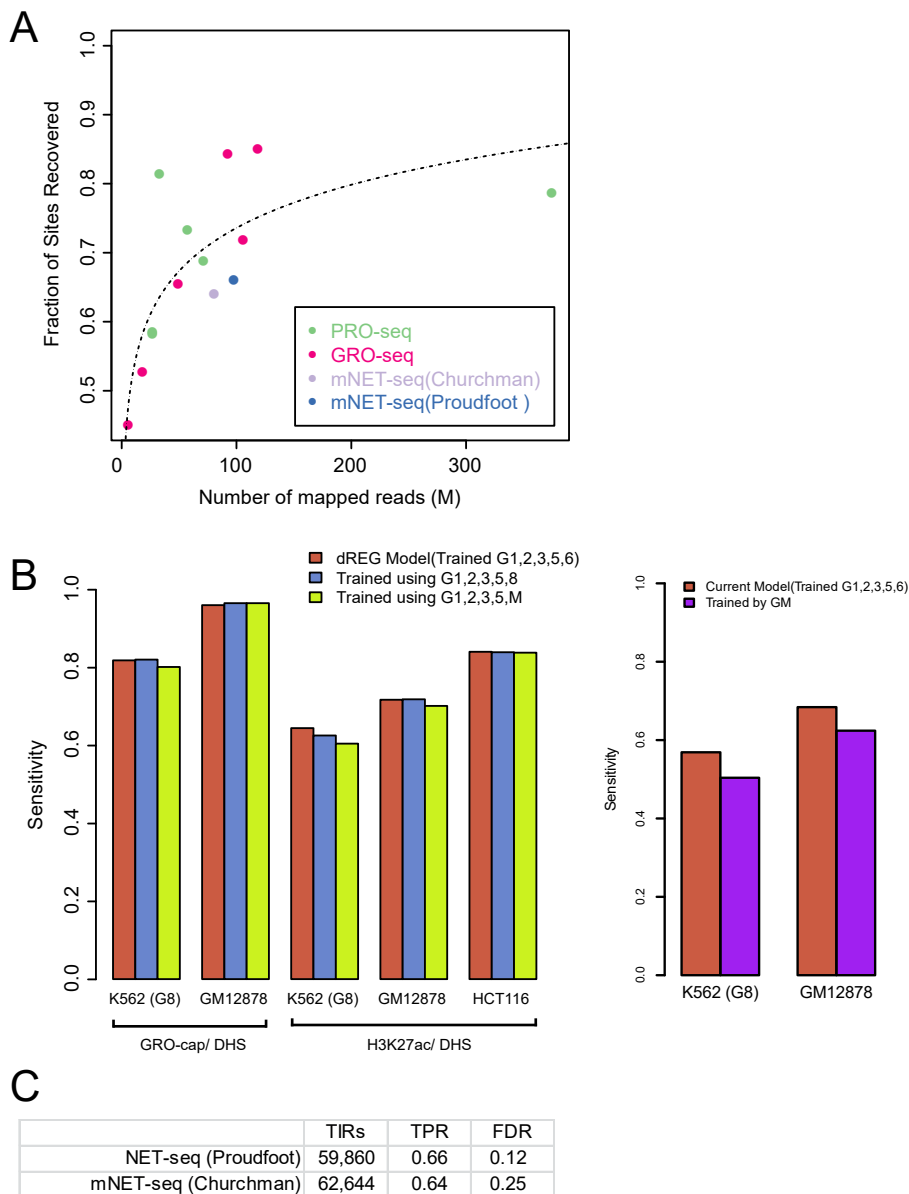 A
Fraction of Sites Recovered
1.0
0.9
0.8
0.7
0.6
0.5
0 100 200 300
Number of mapped reads (M)
PRO-seq
GRO-seq
mNET-seq(Churchman)
mNET-seq(Proudfoot )
B
dREG Model(Trained G1,2,3,5,6)
Trained using G1,2,3,5,8
Trained using G1,2,3,5,M
Sensitivity
1.0
0.8
0.6
0.4
0.2
0.0
K562 (G8) GM12878 K562 (G8) GM12878 HCT116
GRO-cap/ DHS H3K27ac/ DHS
Current Model(Trained G1,2,3,5,6)
Trained by GM
Sensitivity
1.0
0.8
0.6
0.4
0.2
0.0
K562 (G8) GM12878
C
TIRs TPR FDR
NET-seq (Proudfoot) 59,860 0.66 0.12
mNET-seq (Churchman) 62,644 0.64 0.25